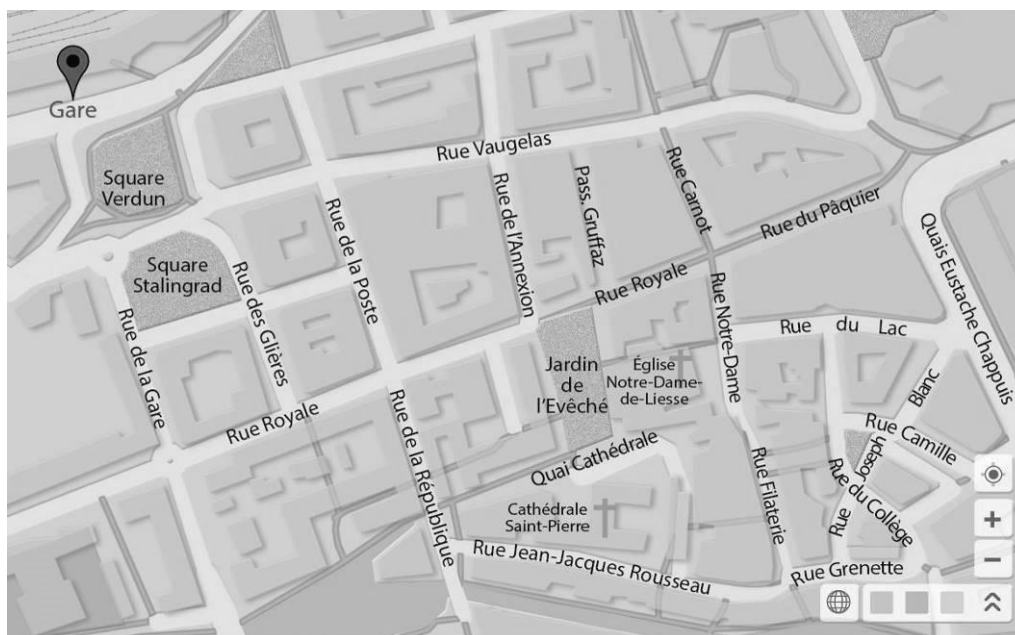 Gare
Square
Verdun
Square
Stalingrad
Rue Vaugelas
Rue de la Poste
Rue de l'Annexion
Pass. Gruffaz
Rue Carnot
Rue du Pâquier
Quais Eustache Chappuis
Rue des Glières
Rue de la Gare
Rue Royale
Rue Notre-Dame
Rue du Lac
Jardin
de
l'Evêché
Église
Notre-Dame-
de-Liesse
Rue Royale
Rue de la République
Quai Cathédrale
Cathédrale
Saint-Pierre
Rue Filaterie
Rue Camille
Rue Joseph Blanc
Rue du Collège
Rue Jean-Jacques Rousseau
Rue Grenette